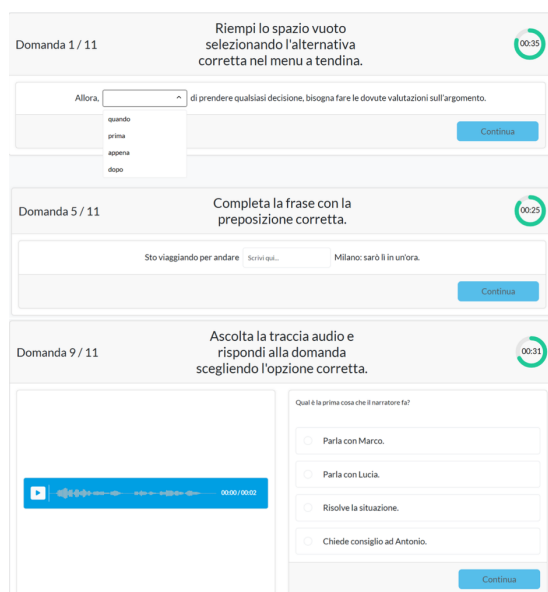 Domanda 1 / 11
Riempi lo spazio vuoto
selezionando l'alternativa
corretta nel menu a tendina.
00:35
Allora, di prendere qualsiasi decisione, bisogna fare le dovute valutazioni sull'argomento.
quando
prima
appena
dopo
Continua
Domanda 5 / 11
Completa la frase con la
preposizione corretta.
00:25
Sto viaggiando per andare Scrivi qui... Milano: sarò lì in un'ora.
Continua
Domanda 9 / 11
Ascolta la traccia audio e
rispondi alla domanda
scegliendo l'opzione corretta.
00:31
Qual è la prima cosa che il narratore fa?
Parla con Marco.
Parla con Lucia.
00:00 / 00:02
Risolve la situazione.
Chiede consiglio ad Antonio.
Continua